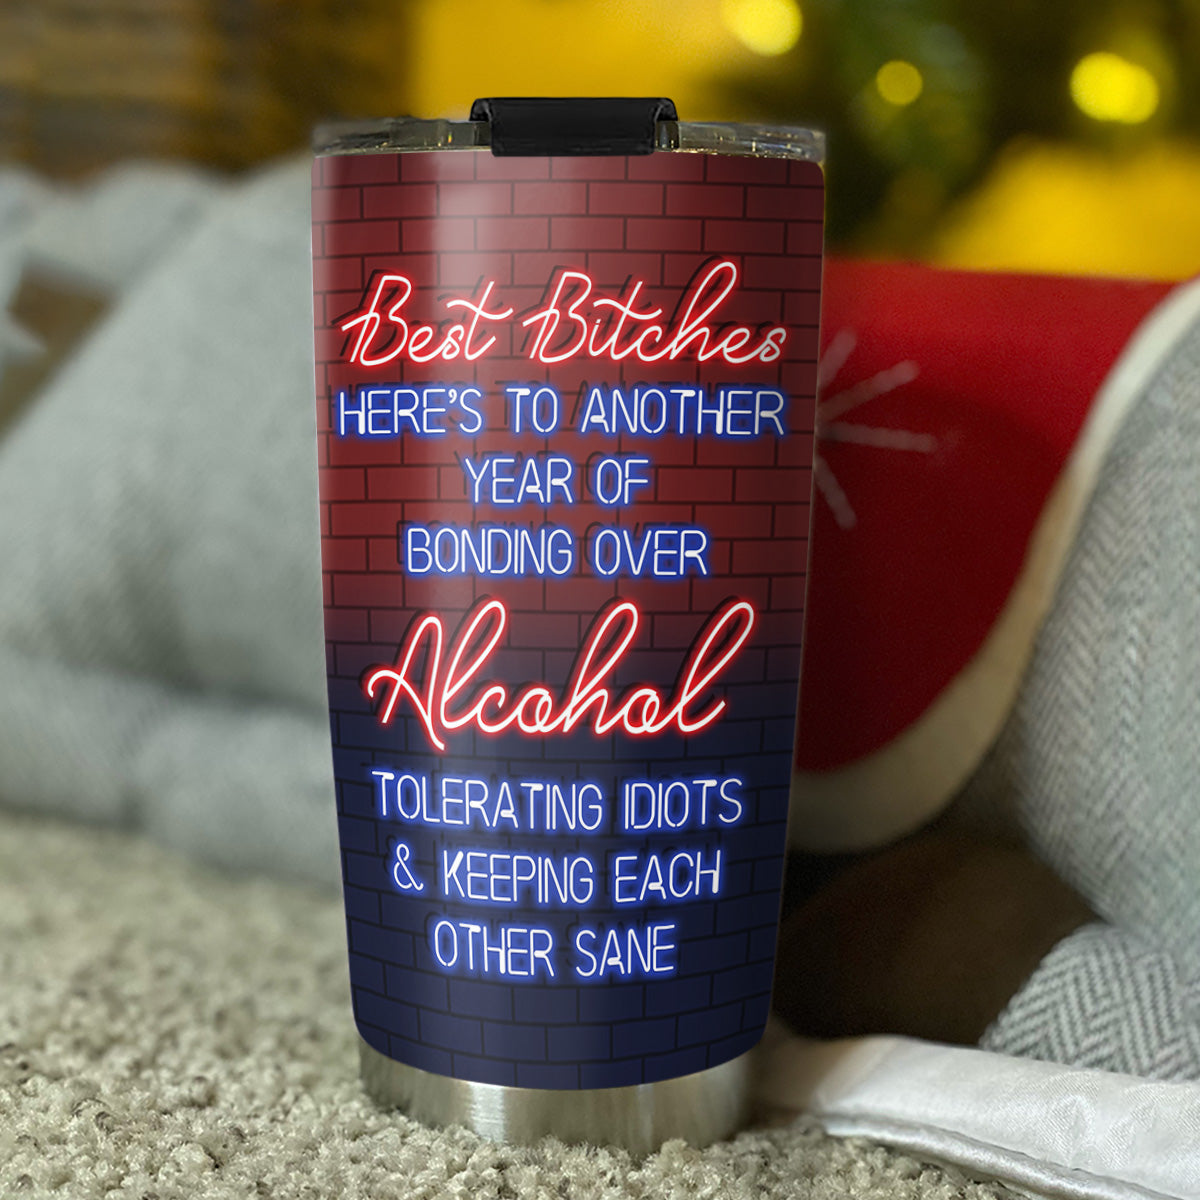 Best Bitches
HERE'S TO ANOTHER
YEAR OF
BONDING OVER
Alcohol
TOLERATING IDIOTS
& KEEPING EACH
OTHER SANE